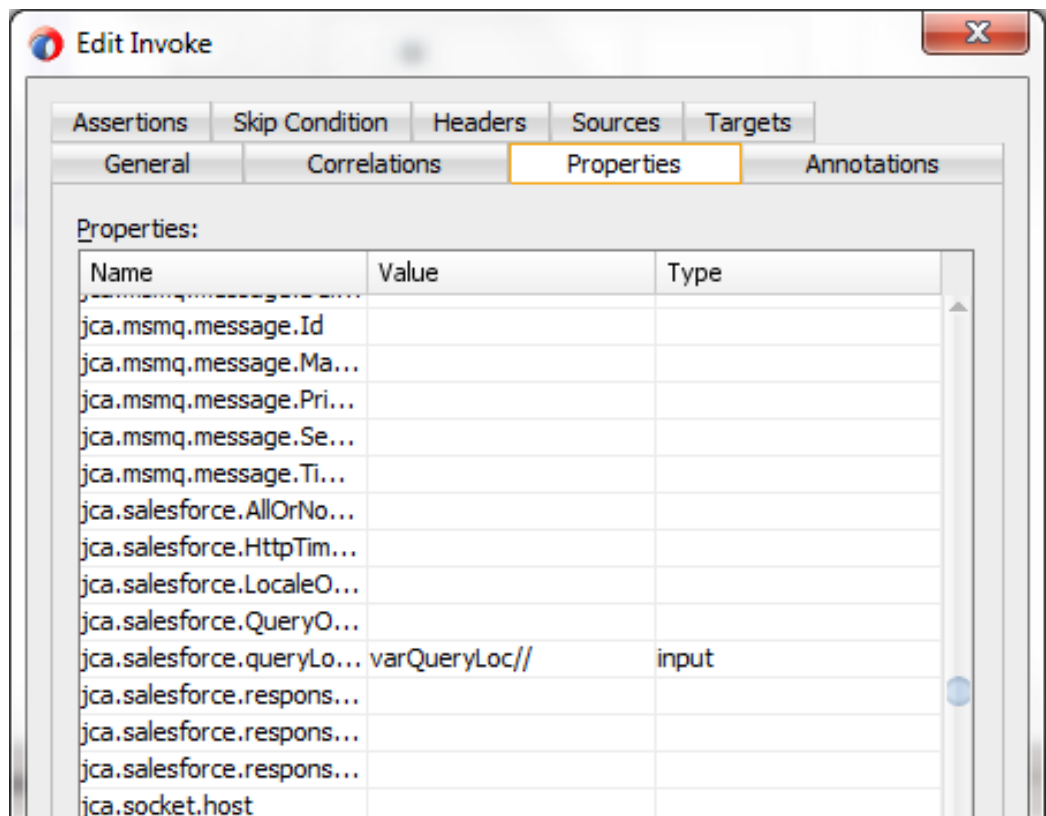 Edit Invoke
Assertions Skip Condition Headers Sources Targets
General Correlations Properties Annotations
Properties:
Name Value Type
jca.msmq.message.Id
jca.msmq.message.Ma...
jca.msmq.message.Pri...
jca.msmq.message.Se...
jca.msmq.message.Ti...
jca.salesforce.AllOrNo...
jca.salesforce.HttpTim...
jca.salesforce.LocaleO...
jca.salesforce.QueryO...
jca.salesforce.queryLo... varQueryLoc// input
jca.salesforce.respons...
jca.salesforce.respons...
jca.salesforce.respons...
jca.socket.host